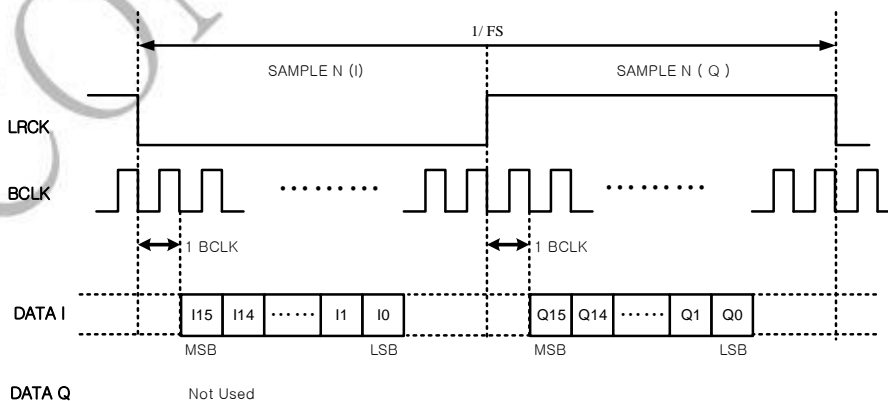 1/ FS
SAMPLE N (I)
SAMPLE N ( Q )
LRCK
BCLK
1 BCLK
1 BCLK
DATA I
I15 I14 ...... I1 I0
Q15 Q14 ...... Q1 Q0
MSB
LSB
MSB
LSB
DATA Q
Not Used